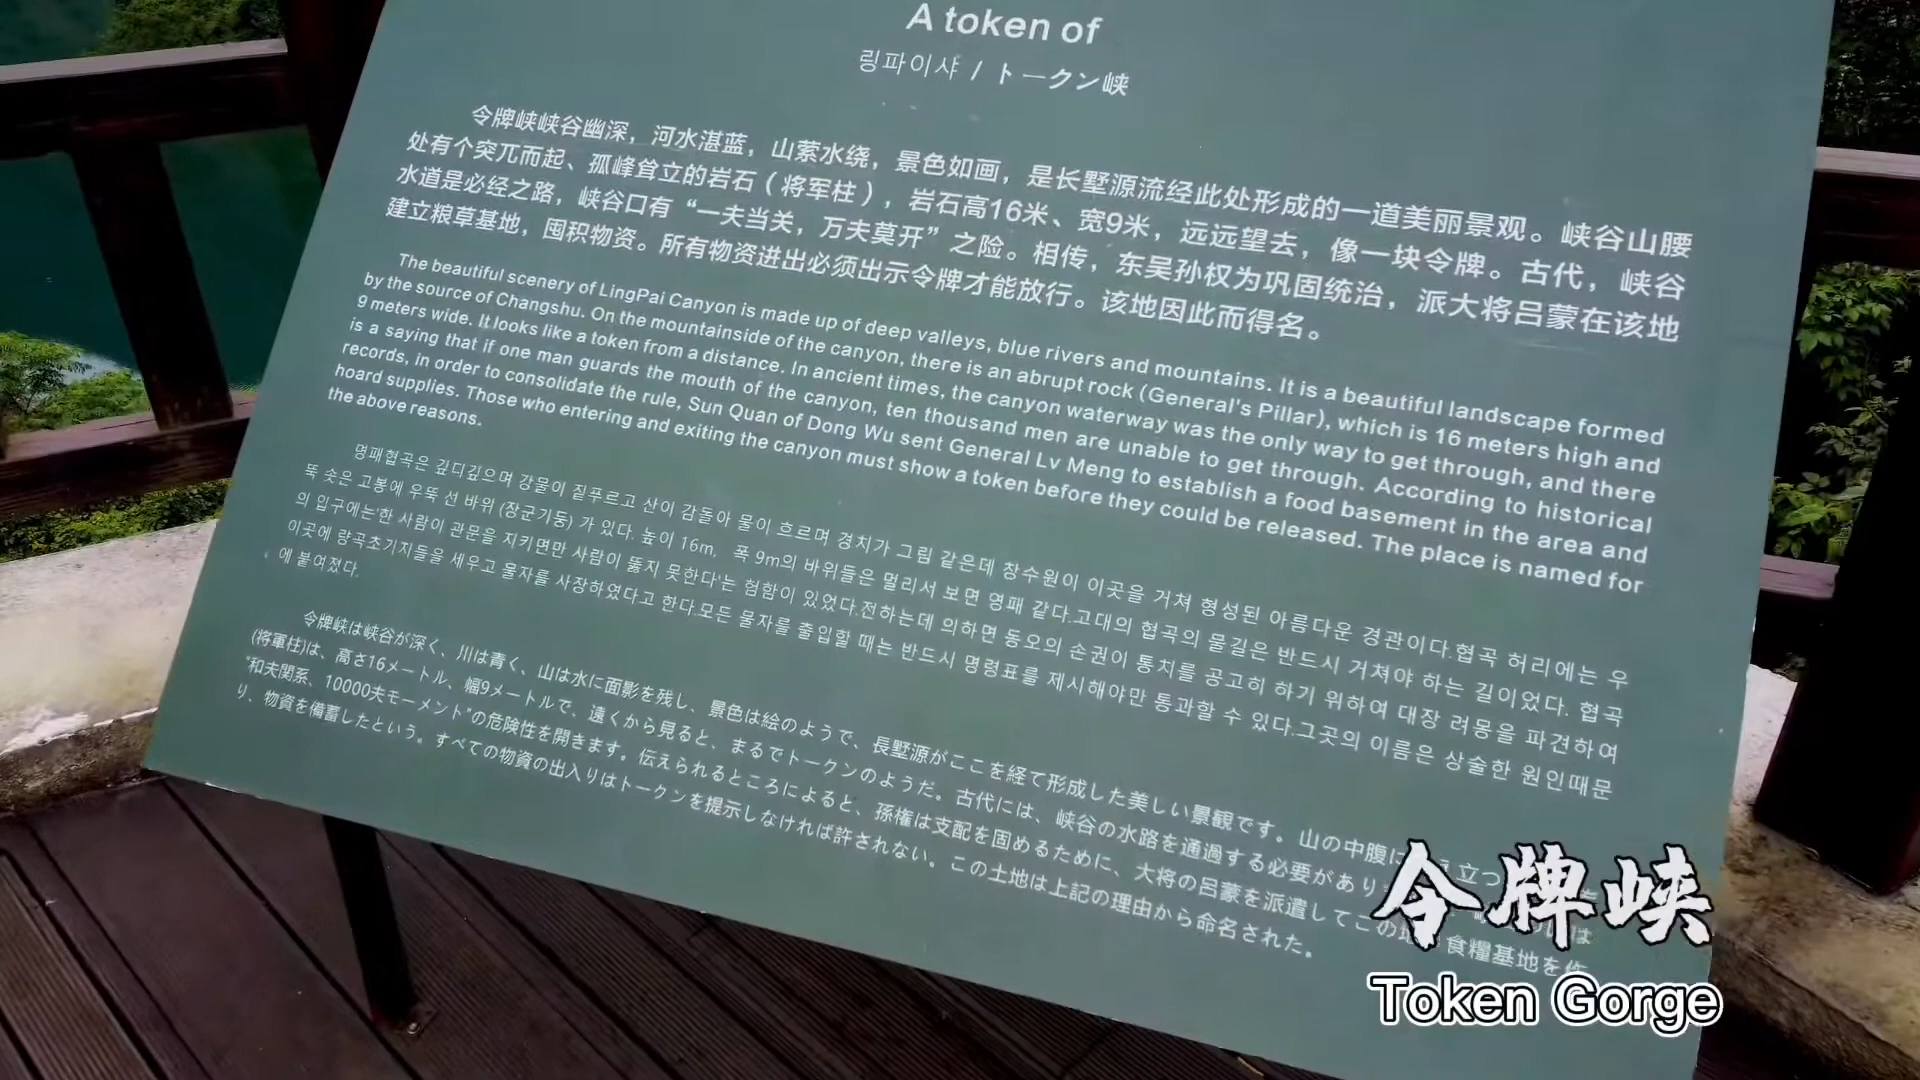 A token of
링파이샤 / トークン峡
令牌峡峡谷幽深，河水湛蓝，山萦水绕，景色如画，是长墅源流经此处形成的一道美丽景观。峡谷山腰
处有个突兀而起、孤峰耸立的岩石（将军柱），岩石高16米、宽9米，远远望去，像一块令牌。古代，峡谷
水道是必经之路，峡谷口有“一夫当关，万夫莫开”之险。相传，东吴孙权为巩固统治，派大将吕蒙在该地
建立粮草基地，囤积物资。所有物资进出必须出示令牌才能放行。该地因此而得名。
The beautiful scenery of LingPai Canyon is made up of deep valleys, blue rivers and mountains. It is a beautiful landscape formed
by the source of Changshu. On the mountainside of the canyon, there is an abrupt rock (General's Pillar), which is 16 meters high and
9 meters wide. It looks like a token from a distance. In ancient times, the canyon waterway was the only way to get through, and there
is a saying that if one man guards the mouth of the canyon, ten thousand men are unable to get through. According to historical
records, in order to consolidate the rule, Sun Quan of Dong Wu sent General Lv Meng to establish a food basement in the area and
hoard supplies. Those who entering and exiting the canyon must show a token before they could be released. The place is named for
the above reasons.
명패협곡은 깊디깊으며 강물이 짙푸르고 산이 감돌아 물이 흐르며 경치가 그림 같은데 창수원이 이곳을 거쳐 형성된 아름다운 경관이다.협곡 허리에는 우
뚝 솟은 고봉에 우뚝 선 바위 (장군기둥) 가 있다. 높이 16m, 폭 9m의 바위들은 멀리서 보면 영패 같다.고대의 협곡의 물길은 반드시 거쳐야 하는 길이었다. 협곡
의 입구에는'한 사람이 관문을 지키면만 사람이 뚫지 못한다'는 험함이 있었다.전하는데 의하면 동오의 손권이 통치를 공고히 하기 위하여 대장 려몽을 파견하여
이곳에 량곡초기지들을 세우고 물자를 사장하였다고 한다.모든 물자를 출입할 때는 반드시 명령표를 제시해야만 통과할 수 있다.그곳의 이름은 상술한 원인때문
에 붙여졌다.
令牌峡は峡谷が深く、川は青く、山は水に面影を残し、景色は絵のようで、長墅源がここを経て形成した美しい景観です。山の中腹に 立つ
(将軍柱)は、高さ16メートル、幅9メートルで、遠くから見ると、まるでトークンのようだ。古代には、峡谷の水路を通過する必要があり は
"和夫関系、10000夫モーメント"の危険性を開きます。伝えられるところによると、孫権は支配を固めるために、大将の呂蒙を派遣してこの地 食糧基地を作
り、物資を備蓄したという。すべての物資の出入りはトークンを提示しなければ許されない。この土地は上記の理由から命名された。
令牌峡
Token Gorge